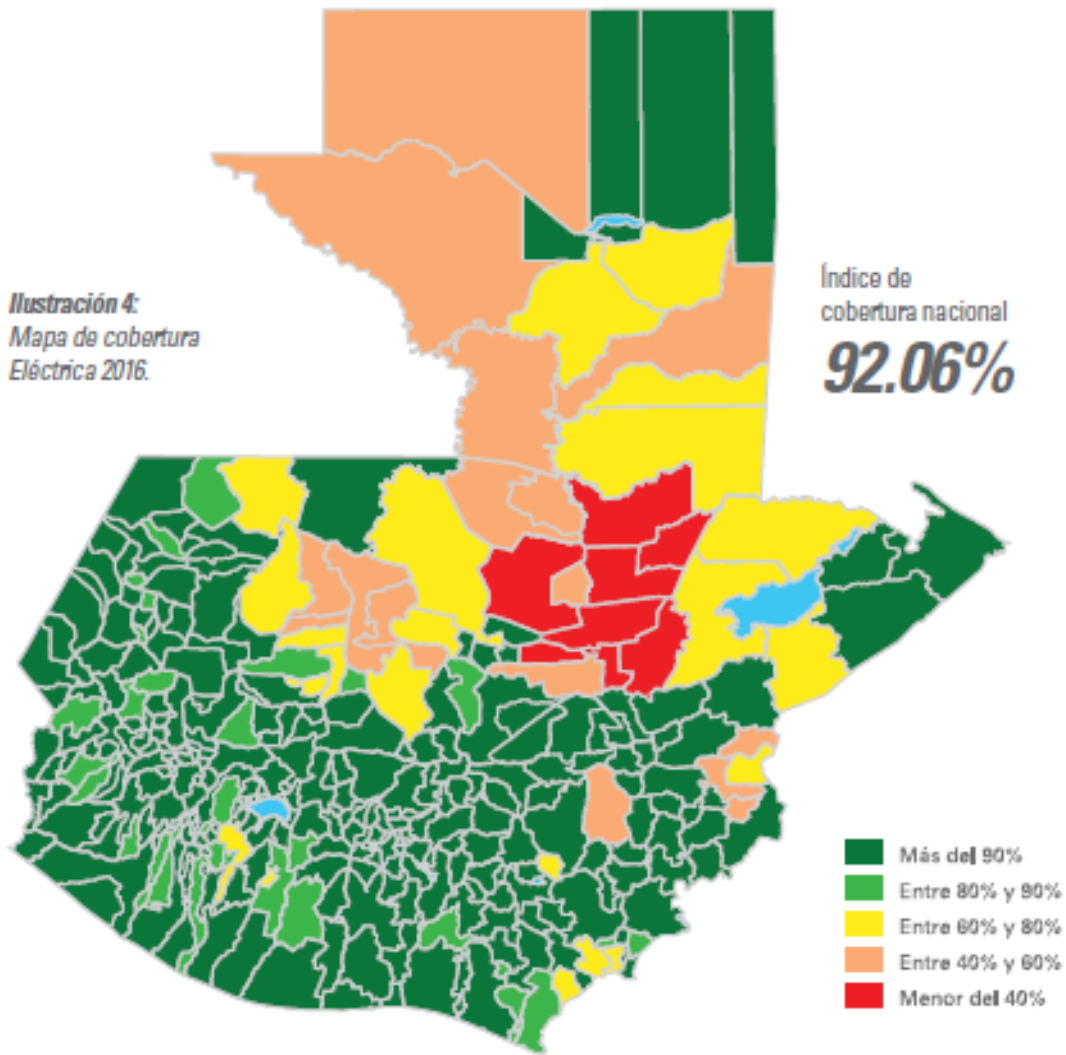 Índice de
cobertura nacional
92.06%
Ilustración 4:
Mapa de cobertura
Eléctrica 2016.
Más del 90%
Entre 80% y 90%
Entre 60% y 80%
Entre 40% y 60%
Menor del 40%